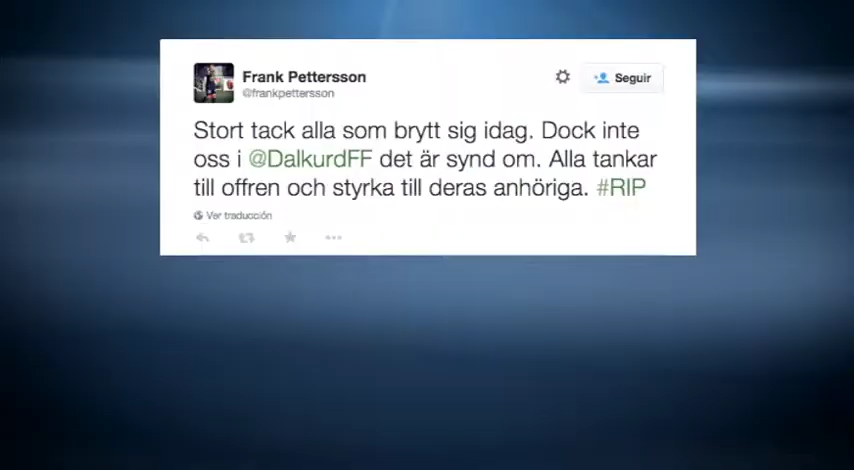 Frank Pettersson
@frankpettersson
Seguir
Stort tack alla som brytt sig idag. Dock inte
oss i @DalkurdFF det är synd om. Alla tankar
till offren och styrka till deras anhöriga. #RIP
Ver traducción